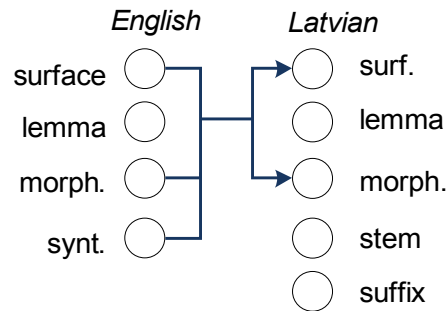 English Latvian
surface surf.
lemma lemma
morph. morph.
synt. stem
suffix